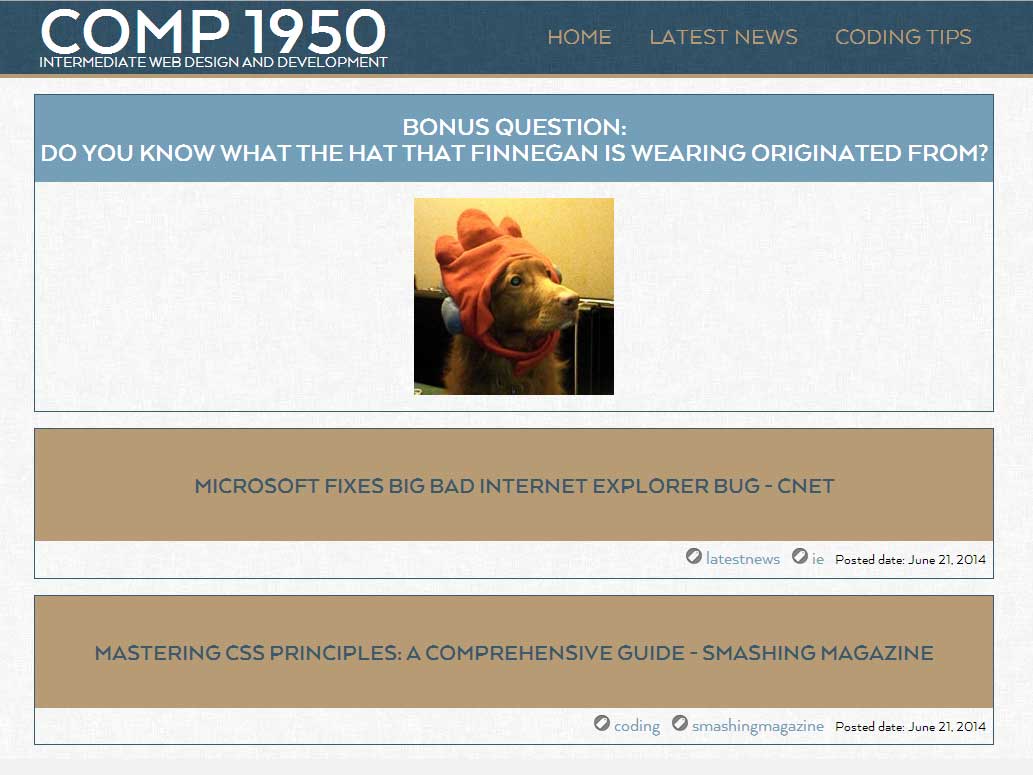 COMP 1950
INTERMEDIATE WEB DESIGN AND DEVELOPMENT
HOME LATEST NEWS CODING TIPS
BONUS QUESTION:
DO YOU KNOW WHAT THE HAT THAT FINNEGAN IS WEARING ORIGINATED FROM?
MICROSOFT FIXES BIG BAD INTERNET EXPLORER BUG - CNET
latestnews ie Posted date: June 21, 2014
MASTERING CSS PRINCIPLES: A COMPREHENSIVE GUIDE - SMASHING MAGAZINE
coding smashingmagazine Posted date: June 21, 2014